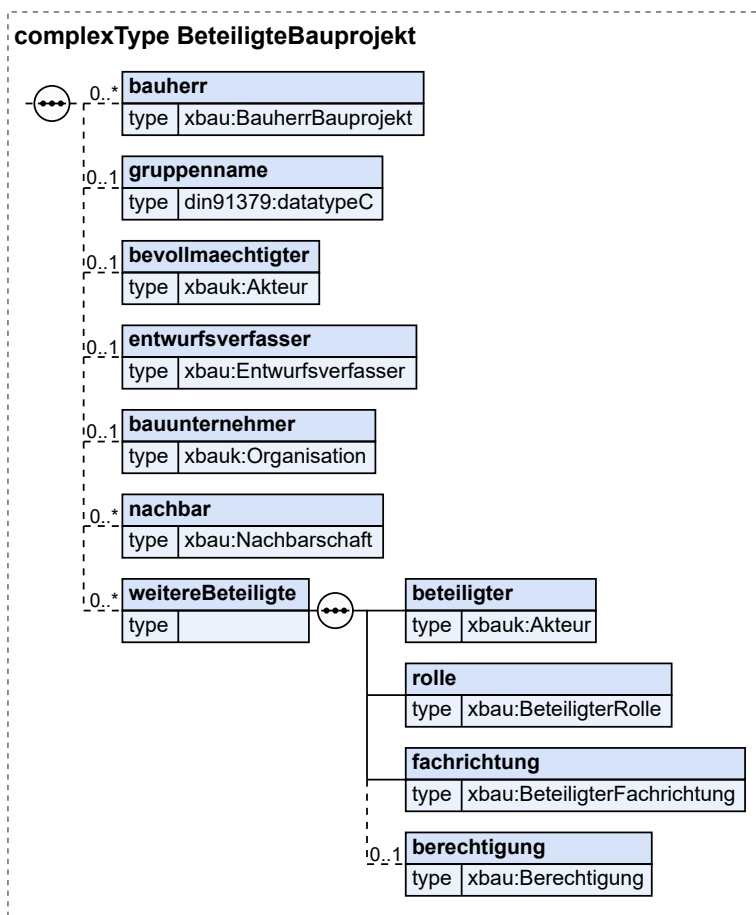 complexType BeteiligteBauprojekt
0..*
bauherr
type xbau:BauherrBauprojekt
0..1
gruppenname
type din91379:datatypeC
0..1
bevollmaechtigter
type xbauk:Akteur
0..1
entwurfsverfasser
type xbau:Entwurfsverfasser
0..1
bauunternehmer
type xbauk:Organisation
0..*
nachbar
type xbau:Nachbarschaft
0..*
weitereBeteiligte
type
beteiligter
type xbauk:Akteur
rolle
type xbau:BeteiligterRolle
fachrichtung
type xbau:BeteiligterFachrichtung
0..1
berechtigung
type xbau:Berechtigung